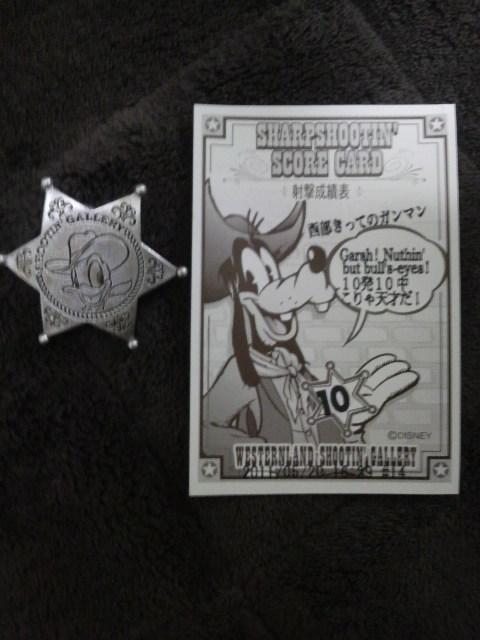 SHOOTIN' GALLERY
SHARPSHOOTIN'
SCORE CARD
射撃成績表
西部きってのガンマン
Garsh! Nuthin'
but bull's-eyes!
10発10中
こりゃ天才だ!
10
©DISNEY
WESTERNLAND SHOOTIN' GALLERY
#14